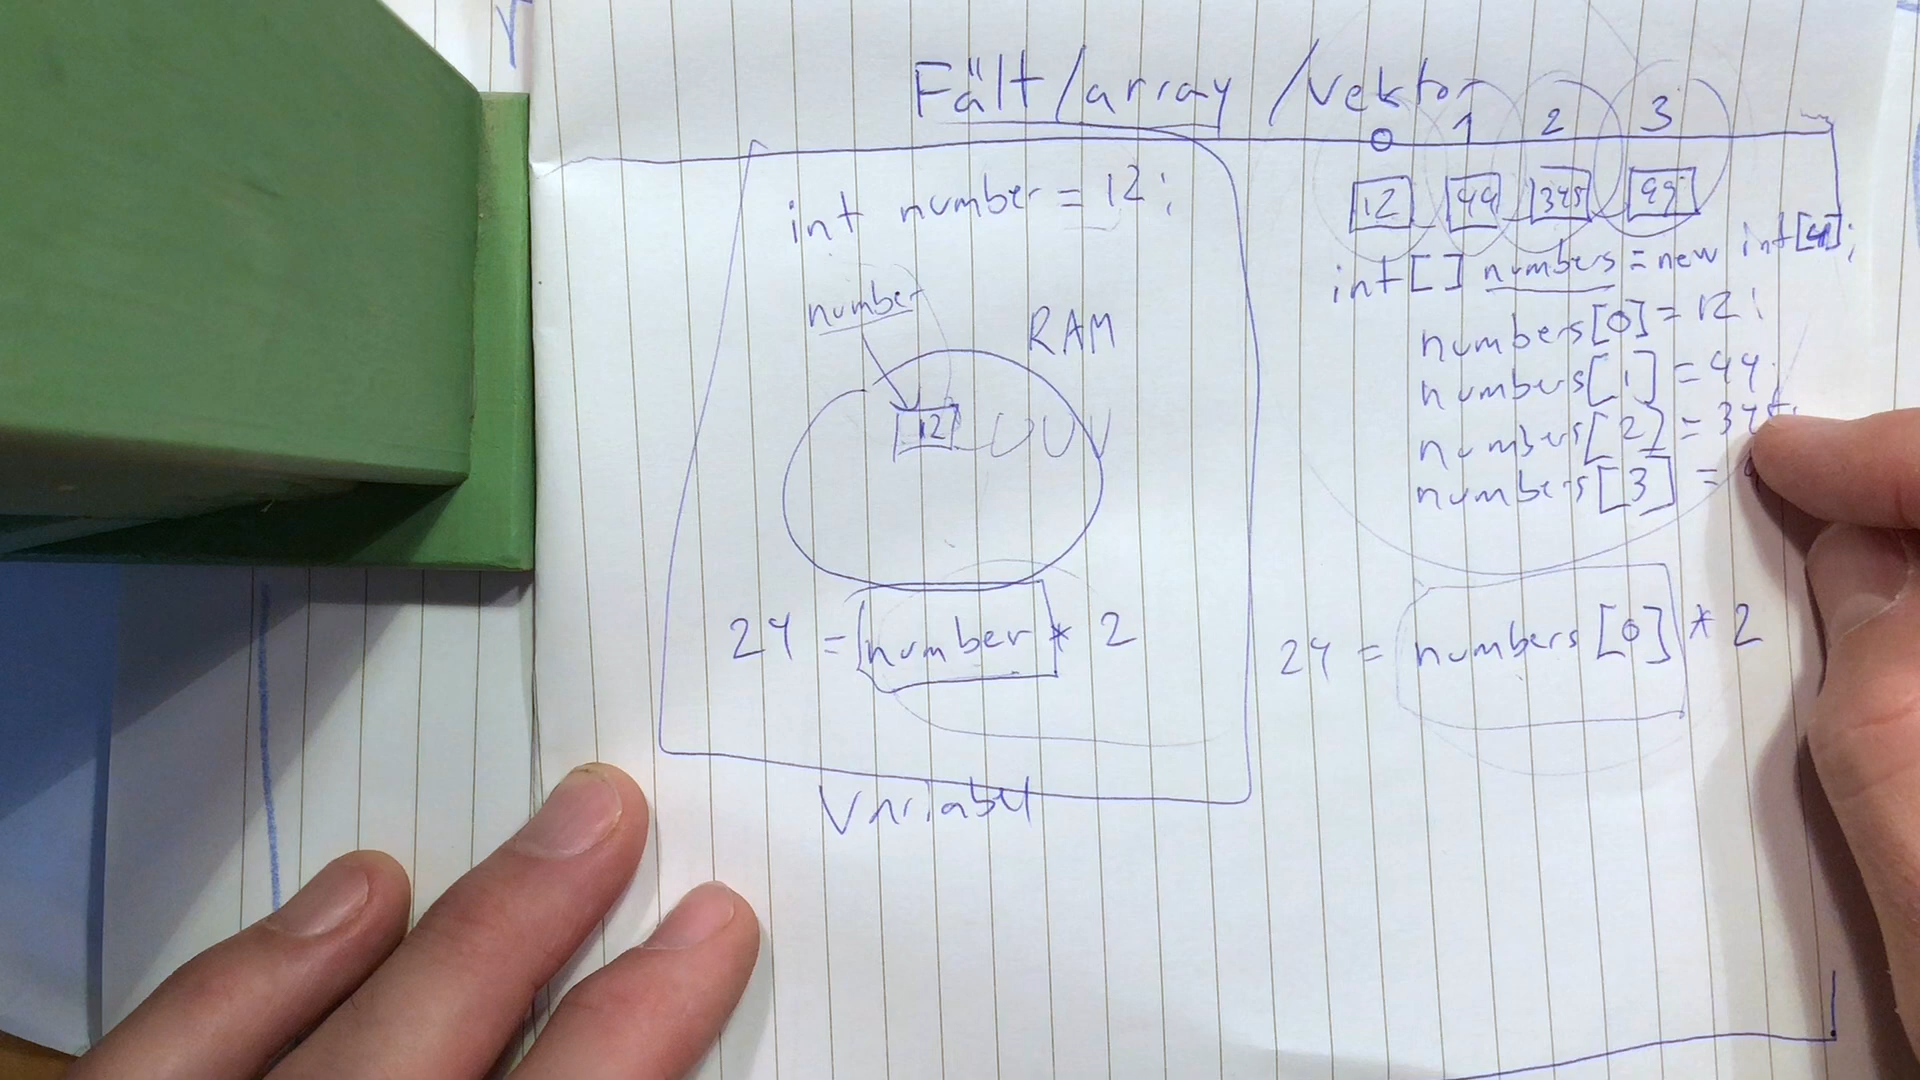 Fält/array/vektor
int number = 12;
number
RAM
12
24 = number * 2
Variabel
0 1 2 3
12 44 345 99
int[] numbers = new int[4];
numbers[0] = 12;
numbers[1] = 44;
numbers[2] = 345;
numbers[3] =
24 = numbers[0] * 2